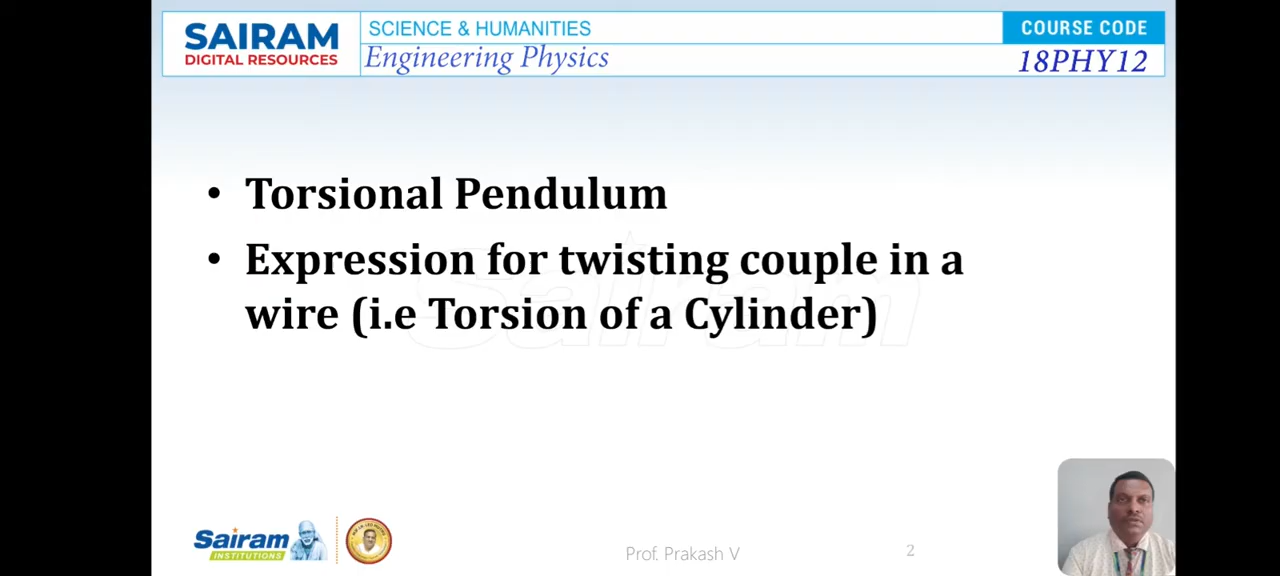 SAIRAM
DIGITAL RESOURCES
SCIENCE & HUMANITIES
Engineering Physics
COURSE CODE
18PHY12
• Torsional Pendulum
• Expression for twisting couple in a
wire (i.e Torsion of a Cylinder)
Sairam
Sairam
INSTITUTIONS
Prof. Prakash V
2